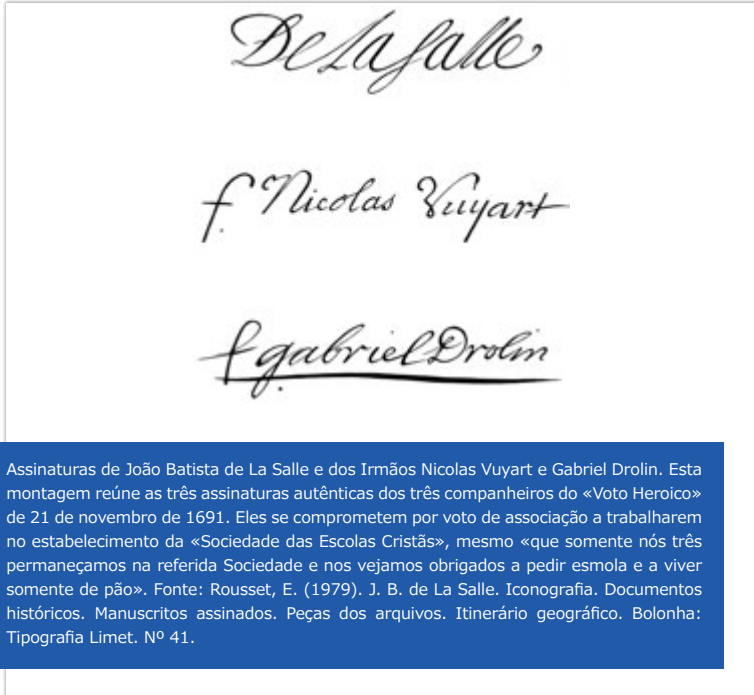 De La Salle
f. Nicolas Vuyart
f gabriel Drolin
Assinaturas de João Batista de La Salle e dos Irmãos Nicolas Vuyart e Gabriel Drolin. Esta
montagem reúne as três assinaturas autênticas dos três companheiros do «Voto Heroico»
de 21 de novembro de 1691. Eles se comprometem por voto de associação a trabalharem
no estabelecimento da «Sociedade das Escolas Cristãs», mesmo «que somente nós três
permaneçamos na referida Sociedade e nos vejamos obrigados a pedir esmola e a viver
somente de pão». Fonte: Rousset, E. (1979). J. B. de La Salle. Iconografia. Documentos
históricos. Manuscritos assinados. Peças dos arquivos. Itinerário geográfico. Bolonha:
Tipografia Limet. Nº 41.